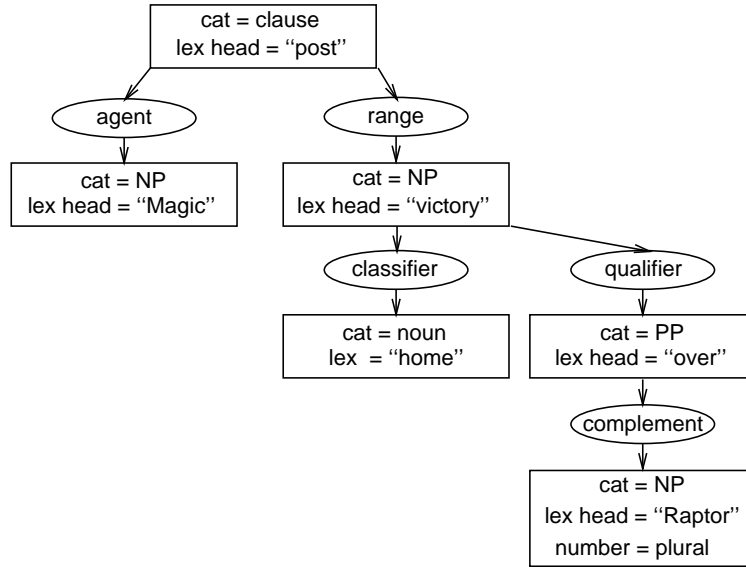 cat = clause
lex head = ‘‘post’’
agent
range
cat = NP
lex head = ‘‘Magic’’
cat = NP
lex head = ‘‘victory’’
classifier
qualifier
cat = noun
lex  = ‘‘home’’
cat = PP
lex head = ‘‘over’’
complement
cat = NP
lex head = ‘‘Raptor’’
number = plural